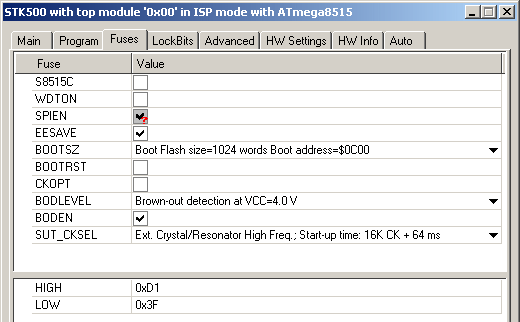 STK500 with top module '0x00' in ISP mode with ATmega8515
Main Program Fuses LockBits Advanced HW Settings HW Info Auto
Fuse Value
S8515C
WDTON
SPIEN
EESAVE
BOOTSZ Boot Flash size=1024 words Boot address=$0C00
BOOTRST
CKOPT
BODLEVEL Brown-out detection at VCC=4.0 V
BODEN
SUT_CKSEL Ext. Crystal/Resonator High Freq.; Start-up time: 16K CK + 64 ms
HIGH 0xD1
LOW 0x3F